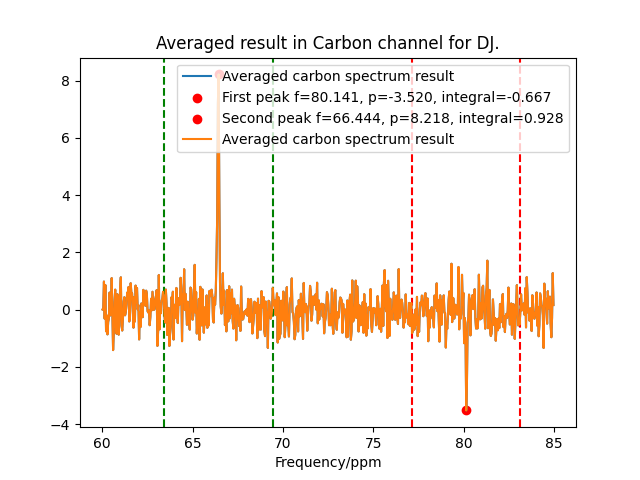 Averaged result in Carbon channel for DJ.
Averaged carbon spectrum result
First peak f=80.141, p=-3.520, integral=-0.667
Second peak f=66.444, p=8.218, integral=0.928
Averaged carbon spectrum result
8
6
4
2
0
−2
−4
60 65 70 75 80 85
Frequency/ppm